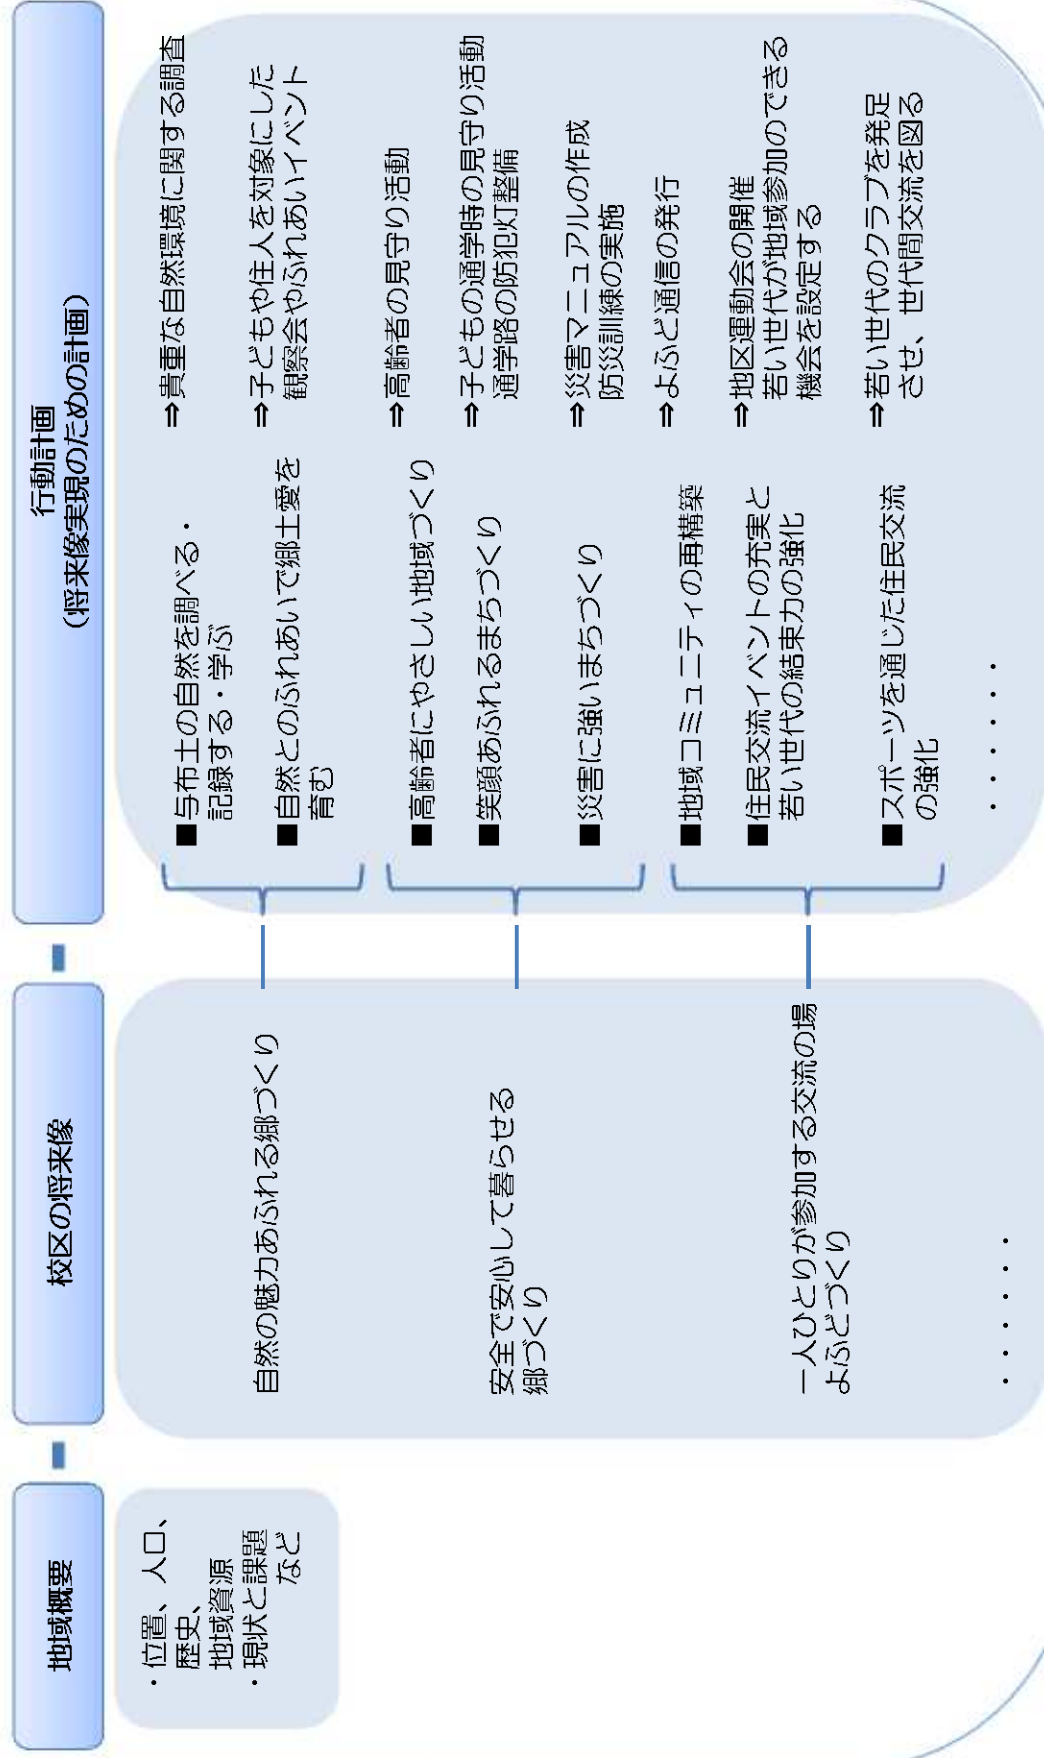 地域概要
・位置、人口、
歴史、
地域資源
・現状と課題
など
校区の将来像
自然の魅力あふれる郷づくり
安全で安心して暮らせる
郷づくり
一人ひとりが参加する交流の場
よふどづくり
・・・・・・
行動計画
(将来像実現のための計画)
■与布土の自然を調べる・
記録する・学ぶ
⇒貴重な自然環境に関する調査
■自然とのふれあいで郷土愛を
育む
⇒子どもや住人を対象にした
観察会やふれあいイベント
■高齢者にやさしい地域づくり
⇒高齢者の見守り活動
■笑顔あふれるまちづくり
⇒子どもの通学時の見守り活動
通学路の防犯灯整備
■災害に強いまちづくり
⇒災害マニュアルの作成
防災訓練の実施
■地域コミュニティの再構築
⇒よふど通信の発行
■住民交流イベントの充実と
若い世代の結束力の強化
⇒地区運動会の開催
若い世代が地域参加のできる
機会を設定する
■スポーツを通じた住民交流
の強化
⇒若い世代のクラブを発足
させ、世代間交流を図る
・・・・・・